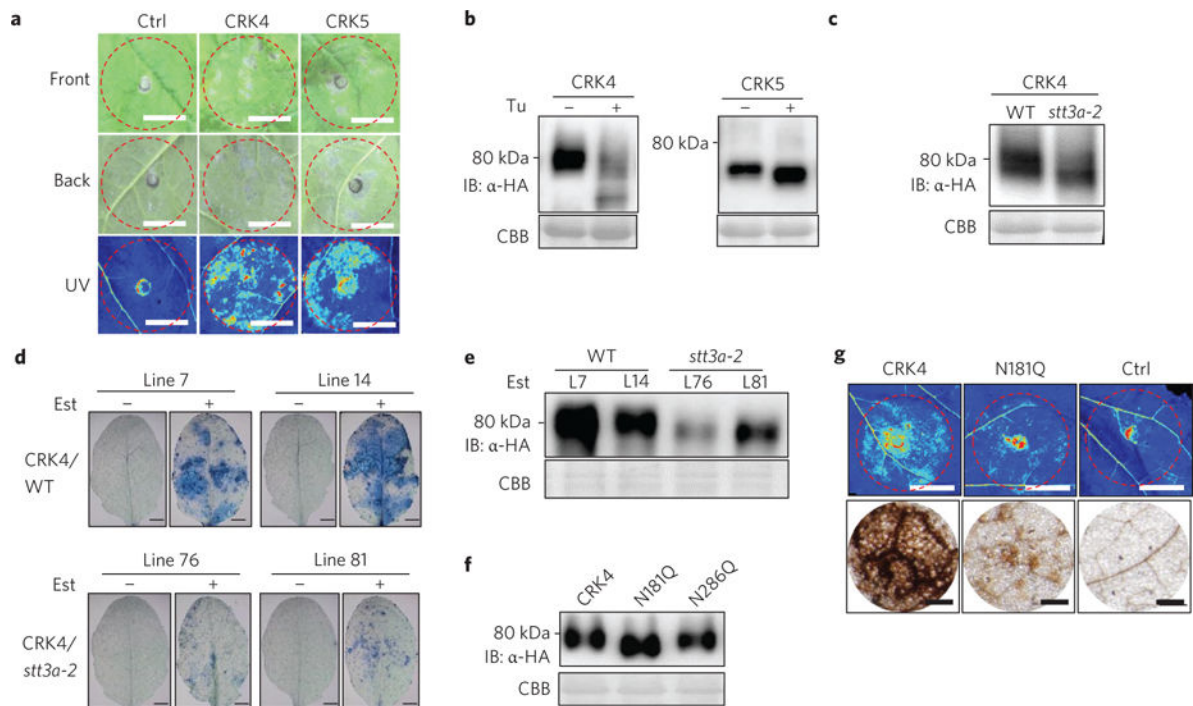 a
Ctrl CRK4 CRK5
Front
Back
UV
b
CRK4 CRK5
Tu − + − +
80 kDa 80 kDa
IB: α-HA
CBB
c
CRK4
WT stt3a-2
80 kDa
IB: α-HA
CBB
d
Line 7 Line 14
Est − + − +
CRK4/
WT
Line 76 Line 81
Est − + − +
CRK4/
stt3a-2
e
WT stt3a-2
Est L7 L14 L76 L81
80 kDa
IB: α-HA
CBB
f
CRK4 N181Q N286Q
80 kDa
IB: α-HA
CBB
g
CRK4 N181Q Ctrl